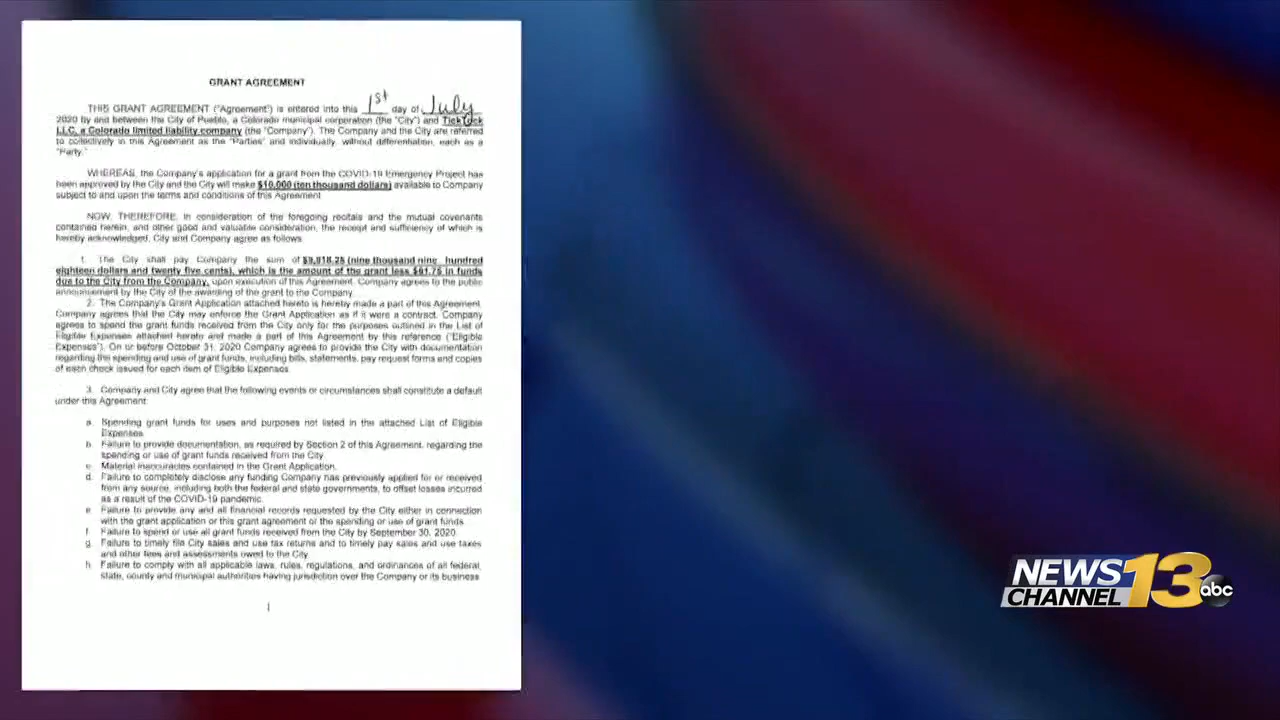 GRANT AGREEMENT
THIS GRANT AGREEMENT ("Agreement") is entered into this 1st day of July
2020 by and between the City of Pueblo, a Colorado municipal corporation (the "City") and
LLC, a Colorado limited liability company (the "Company"). The Company and the City are referred
to collectively in this Agreement as the "Parties" and individually, without differentiation, each as a
"Party."
WHEREAS, the Company's application for a grant from the COVID-19 Emergency Project has
been approved by the City and the City will make $10,000 (ten thousand dollars) available to Company
subject to and upon the terms and conditions of this Agreement
NOW, THEREFORE, in consideration of the foregoing recitals and the mutual covenants
contained herein, and other good and valuable consideration, the receipt and sufficiency of which is
hereby acknowledged, City and Company agree as follows
1. The City shall pay Company the sum of $9,918.25 (nine thousand nine hundred
eighteen dollars and twenty five cents), which is the amount of the grant less $81.75 in funds
due to the City from the Company, upon execution of this Agreement. Company agrees to the public
announcement by the City of the awarding of the grant to the Company.
2. The Company's Grant Application attached hereto is hereby made a part of this Agreement.
Company agrees that the City may enforce the Grant Application as if it were a contract. Company
agrees to spend the grant funds received from the City only for the purposes outlined in the List of
Eligible Expenses attached hereto and made a part of this Agreement by this reference ("Eligible
Expenses"). On or before October 31, 2020 Company agrees to provide the City with documentation
regarding the spending and use of grant funds, including bills, statements, pay request forms and copies
of each check issued for each item of Eligible Expenses.
3. Company and City agree that the following events or circumstances shall constitute a default
under this Agreement:
a. Spending grant funds for uses and purposes not listed in the attached List of Eligible
Expenses
b. Failure to provide documentation, as required by Section 2 of this Agreement, regarding the
spending or use of grant funds received from the City
c. Material inaccuracies contained in the Grant Application.
d. Failure to completely disclose any funding Company has previously applied for or received
from any source, including both the federal and state governments, to offset losses incurred
as a result of the COVID-19 pandemic.
e. Failure to provide any and all financial records requested by the City either in connection
with the grant application or this grant agreement or the spending or use of grant funds.
f. Failure to spend or use all grant funds received from the City by September 30, 2020
g. Failure to timely file City sales and use tax returns and to timely pay sales and use taxes
and other fees and assessments owed to the City.
h. Failure to comply with all applicable laws, rules, regulations, and ordinances of all federal,
state, county and municipal authorities having jurisdiction over the Company or its business
1
NEWS
CHANNEL 13 abc